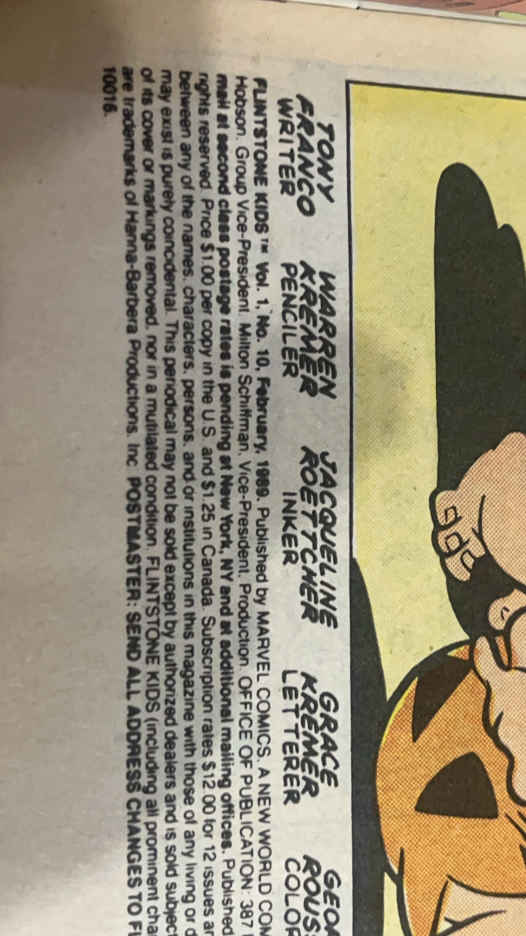 TONY WARREN JACQUELINE GRACE
FRANCO KREMER ROETTCHER KREMER
WRITER PENCILER INKER LETTERER
FLINTSTONE KIDS™ Vol. 1, No. 10, February, 1989. Published by MARVEL COMICS, A NEW WORLD
Hobson, Group Vice-President. Milton Schiffman, Vice-President, Production. OFFICE OF PUBLICATION: 387
mail at second class postage rates is pending at New York, NY and at additional mailing offices. Published
rights reserved. Price $1.00 per copy in the U.S. and $1.25 in Canada. Subscription rates $12.00 for 12 issues
between any of the names, characters, persons, and or institutions in this magazine with those of any living or
may exist is purely coincidental. This periodical may not be sold except by authorized dealers and is sold
of its cover or markings removed, nor in a mutilated condition. FLINTSTONE KIDS (including all prominent
are trademarks of Hanna-Barbera Productions, Inc. POSTMASTER: SEND ALL ADDRESS CHANGES TO
10016.